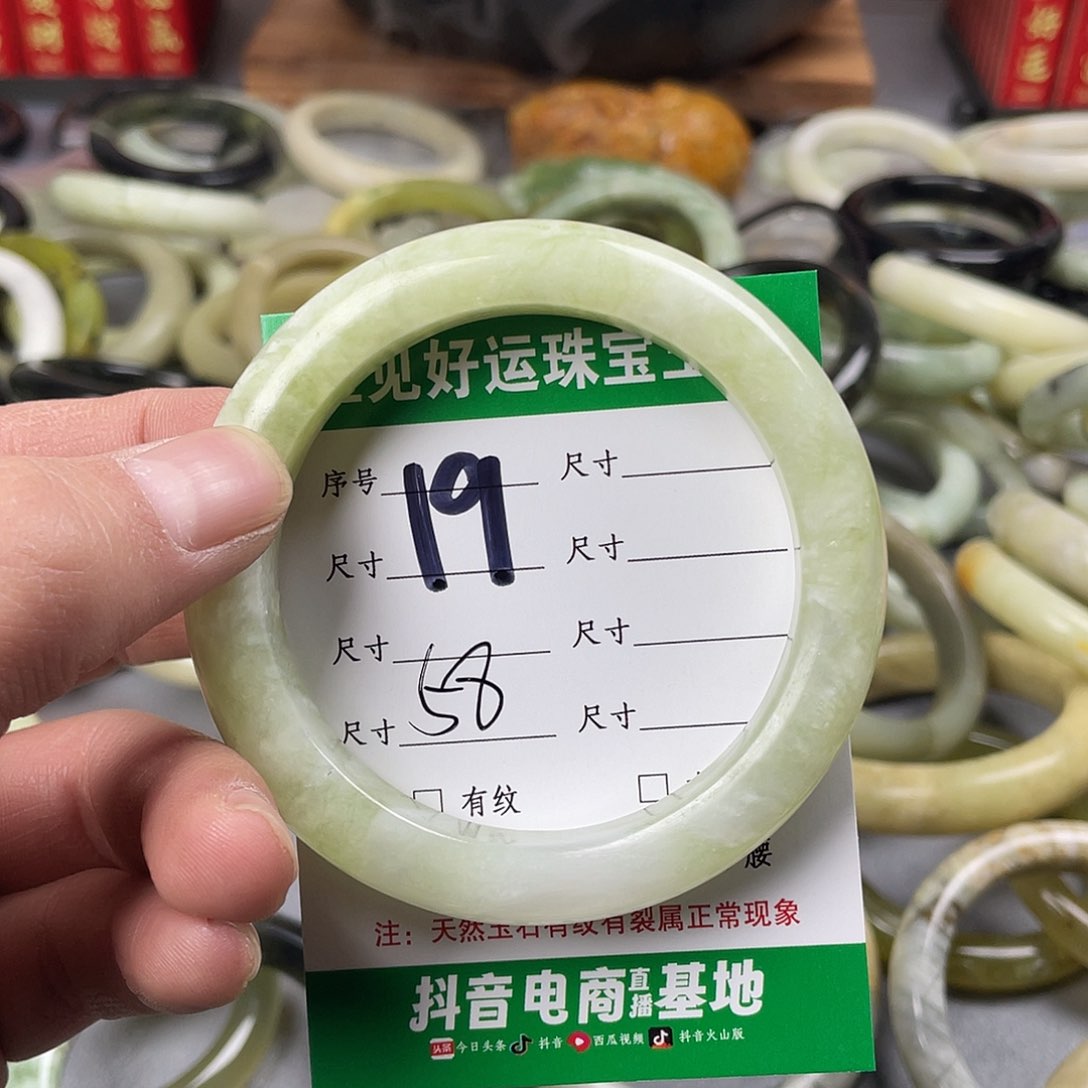 见好运珠宝
序号 19 尺寸
尺寸 尺寸
尺寸 尺寸
尺寸 58 尺寸
有纹
腰
注：天然玉石有纹有裂属正常现象
抖音电商直播基地
头条 今日头条 抖音 西瓜视频 抖音火山版